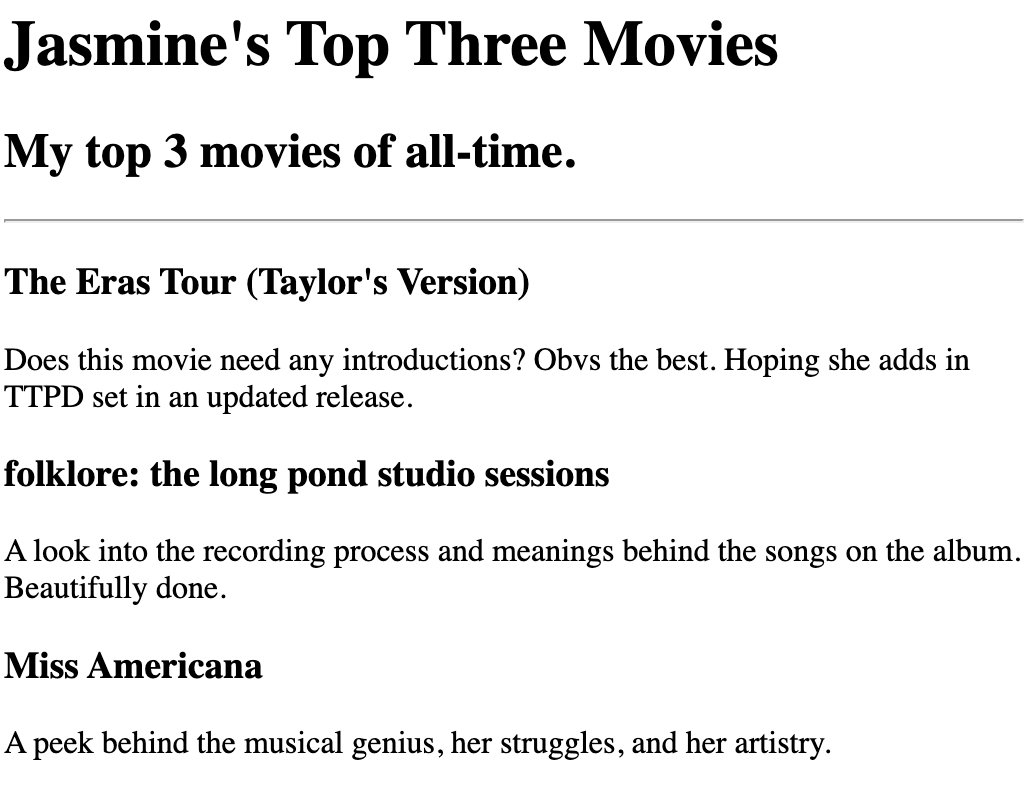 Jasmine's Top Three Movies
My top 3 movies of all-time.
The Eras Tour (Taylor's Version)
Does this movie need any introductions? Obvs the best. Hoping she adds in
TTPD set in an updated release.
folklore: the long pond studio sessions
A look into the recording process and meanings behind the songs on the album.
Beautifully done.
Miss Americana
A peek behind the musical genius, her struggles, and her artistry.